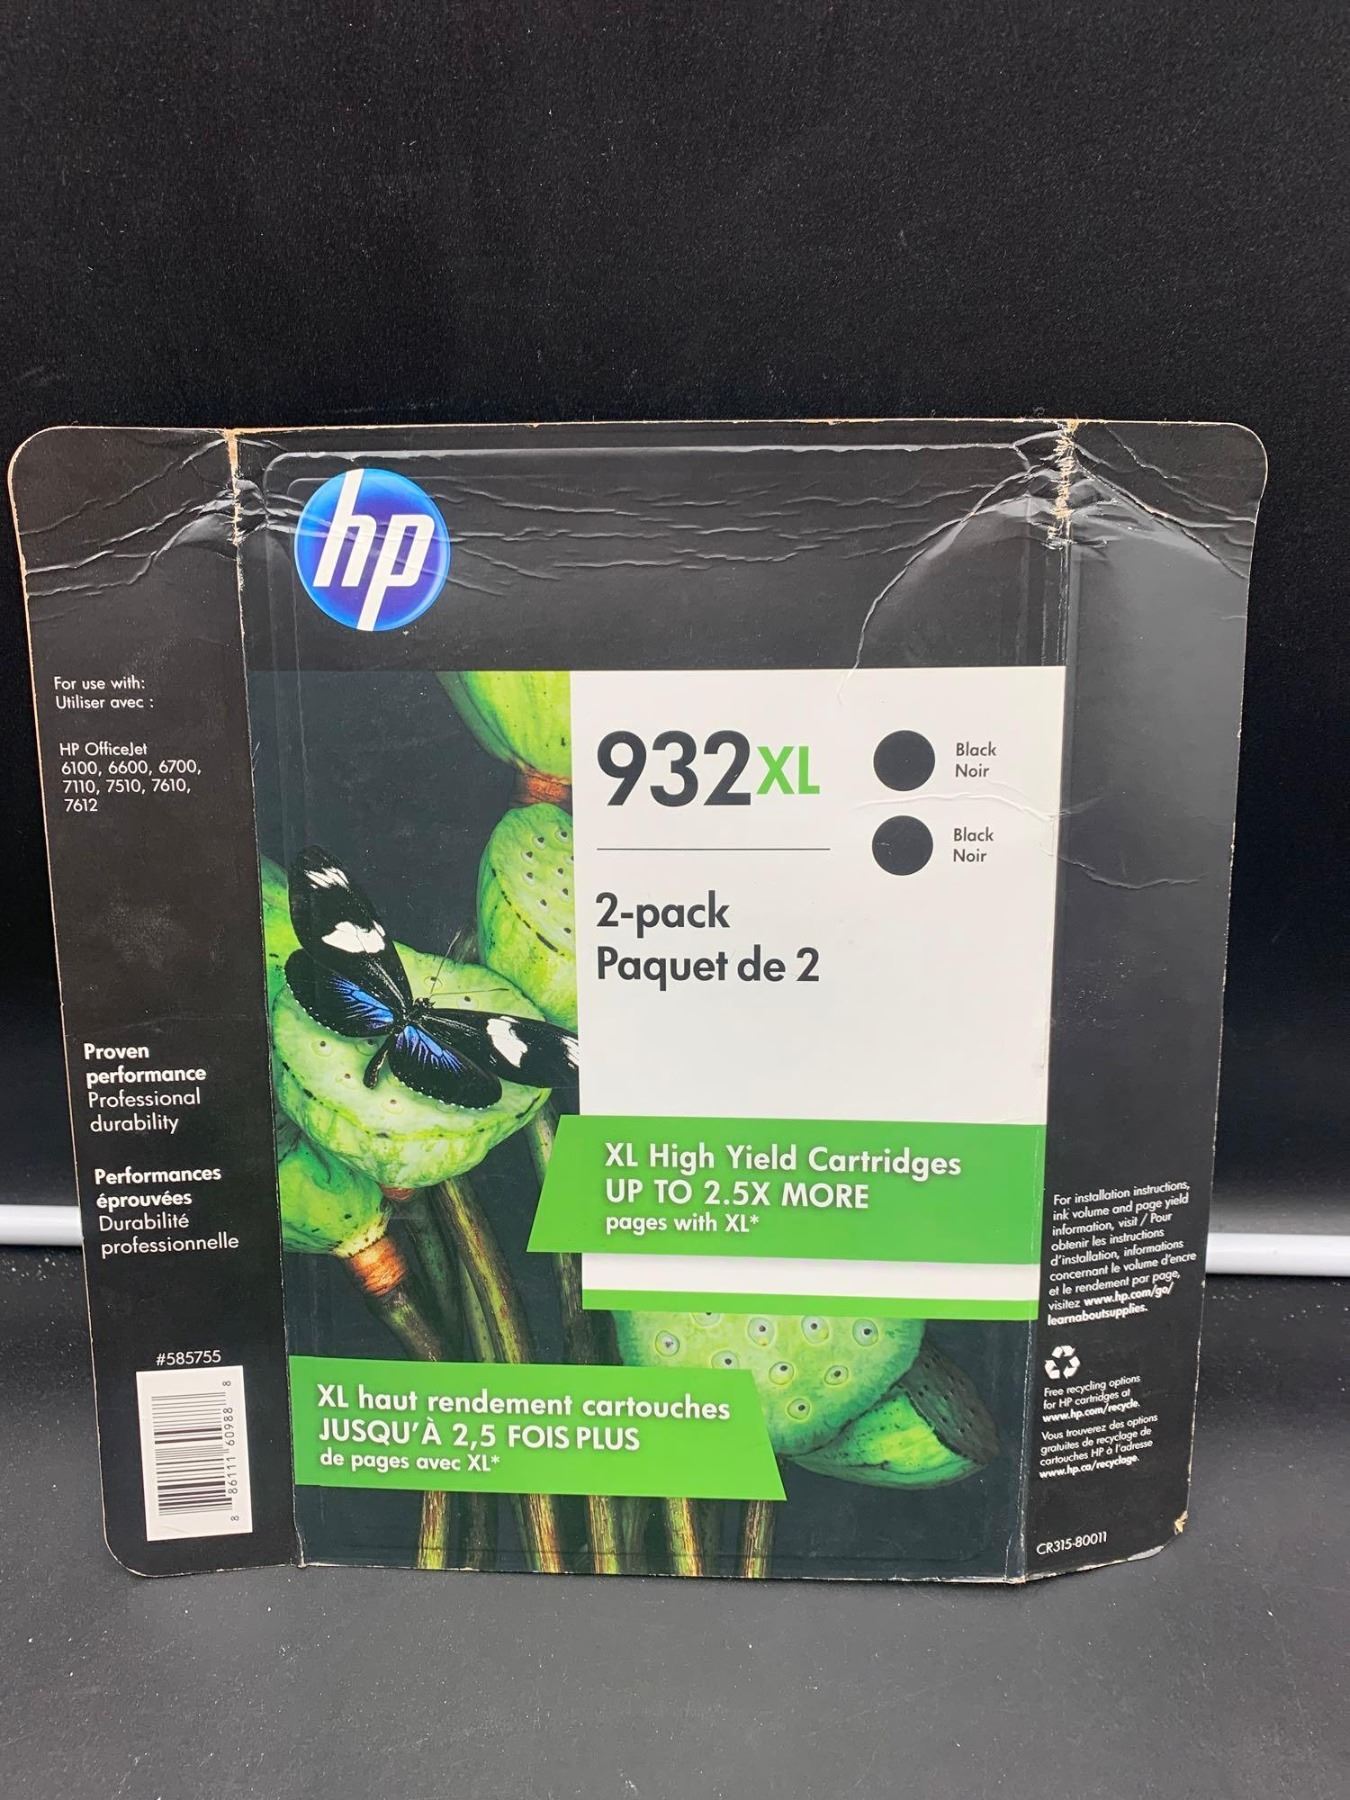 For use with:
Utiliser avec :
HP OfficeJet
6100, 6600, 6700,
7110, 7510, 7610,
7612
Proven
performance
Professional
durability
Performances
éprouvées
Durabilité
professionnelle
#585755
8 86111 60988 8
hp
932XL
Black
Noir
Black
Noir
2-pack
Paquet de 2
XL High Yield Cartridges
UP TO 2.5X MORE
pages with XL*
XL haut rendement cartouches
JUSQU'À 2,5 FOIS PLUS
de pages avec XL*
For installation instructions,
ink volume and page yield
information, visit / Pour
obtenir les instructions
d'installation, informations
concernant le volume d'encre
et le rendement par page,
visitez www.hp.com/go/
learnaboutsupplies.
Free recycling options
for HP cartridges at
www.hp.com/recycle.
Vous trouverez des options
gratuites de recyclage de
cartouches HP à l'adresse
www.hp.ca/recyclage.
CR315-80011